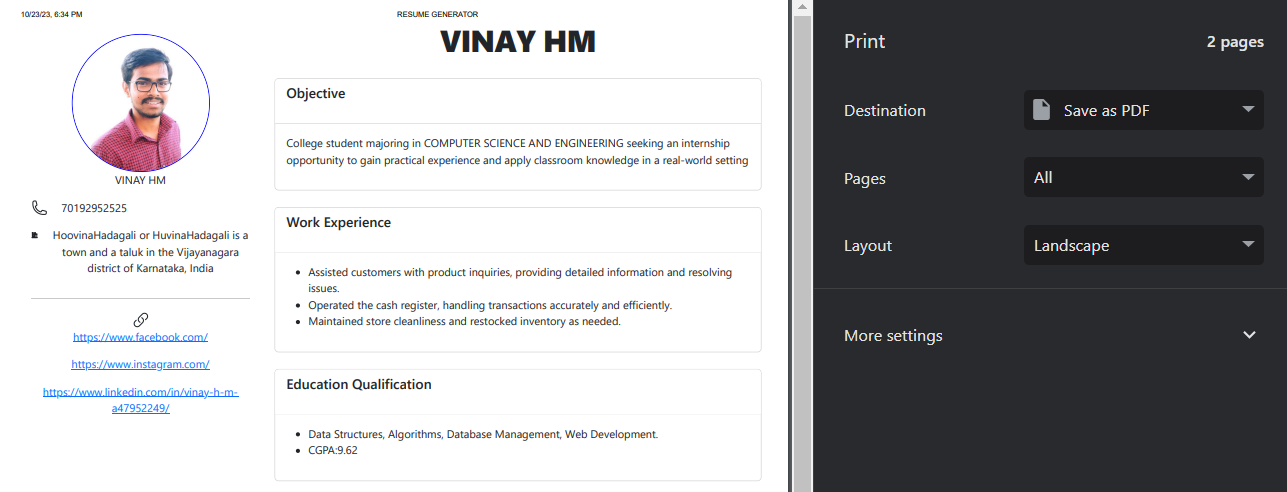 10/23/23, 6:34 PM
RESUME GENERATOR
VINAY HM
VINAY HM
70192952525
HoovinaHadagali or HuvinaHadagali is a
town and a taluk in the Vijayanagara
district of Karnataka, India
https://www.facebook.com/
https://www.instagram.com/
https://www.linkedin.com/in/vinay-h-m-
a47952249/
Objective
College student majoring in COMPUTER SCIENCE AND ENGINEERING seeking an internship
opportunity to gain practical experience and apply classroom knowledge in a real-world setting
Work Experience
• Assisted customers with product inquiries, providing detailed information and resolving
issues.
• Operated the cash register, handling transactions accurately and efficiently.
• Maintained store cleanliness and restocked inventory as needed.
Education Qualification
• Data Structures, Algorithms, Database Management, Web Development.
• CGPA:9.62
Print
2 pages
Destination
Save as PDF
Pages
All
Layout
Landscape
More settings